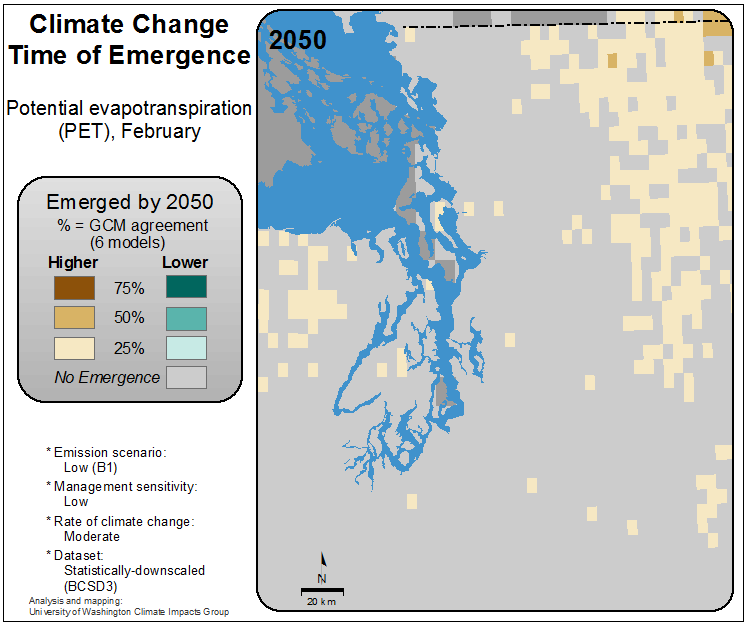 Climate Change
Time of Emergence
Potential evapotranspiration
(PET), February
Emerged by 2050
% = GCM agreement
(6 models)
Higher Lower
75%
50%
25%
No Emergence
* Emission scenario:
Low (B1)
* Management sensitivity:
Low
* Rate of climate change:
Moderate
* Dataset:
Statistically-downscaled
(BCSD3)
Analysis and mapping:
University of Washington Climate Impacts Group
2050
N
20 km